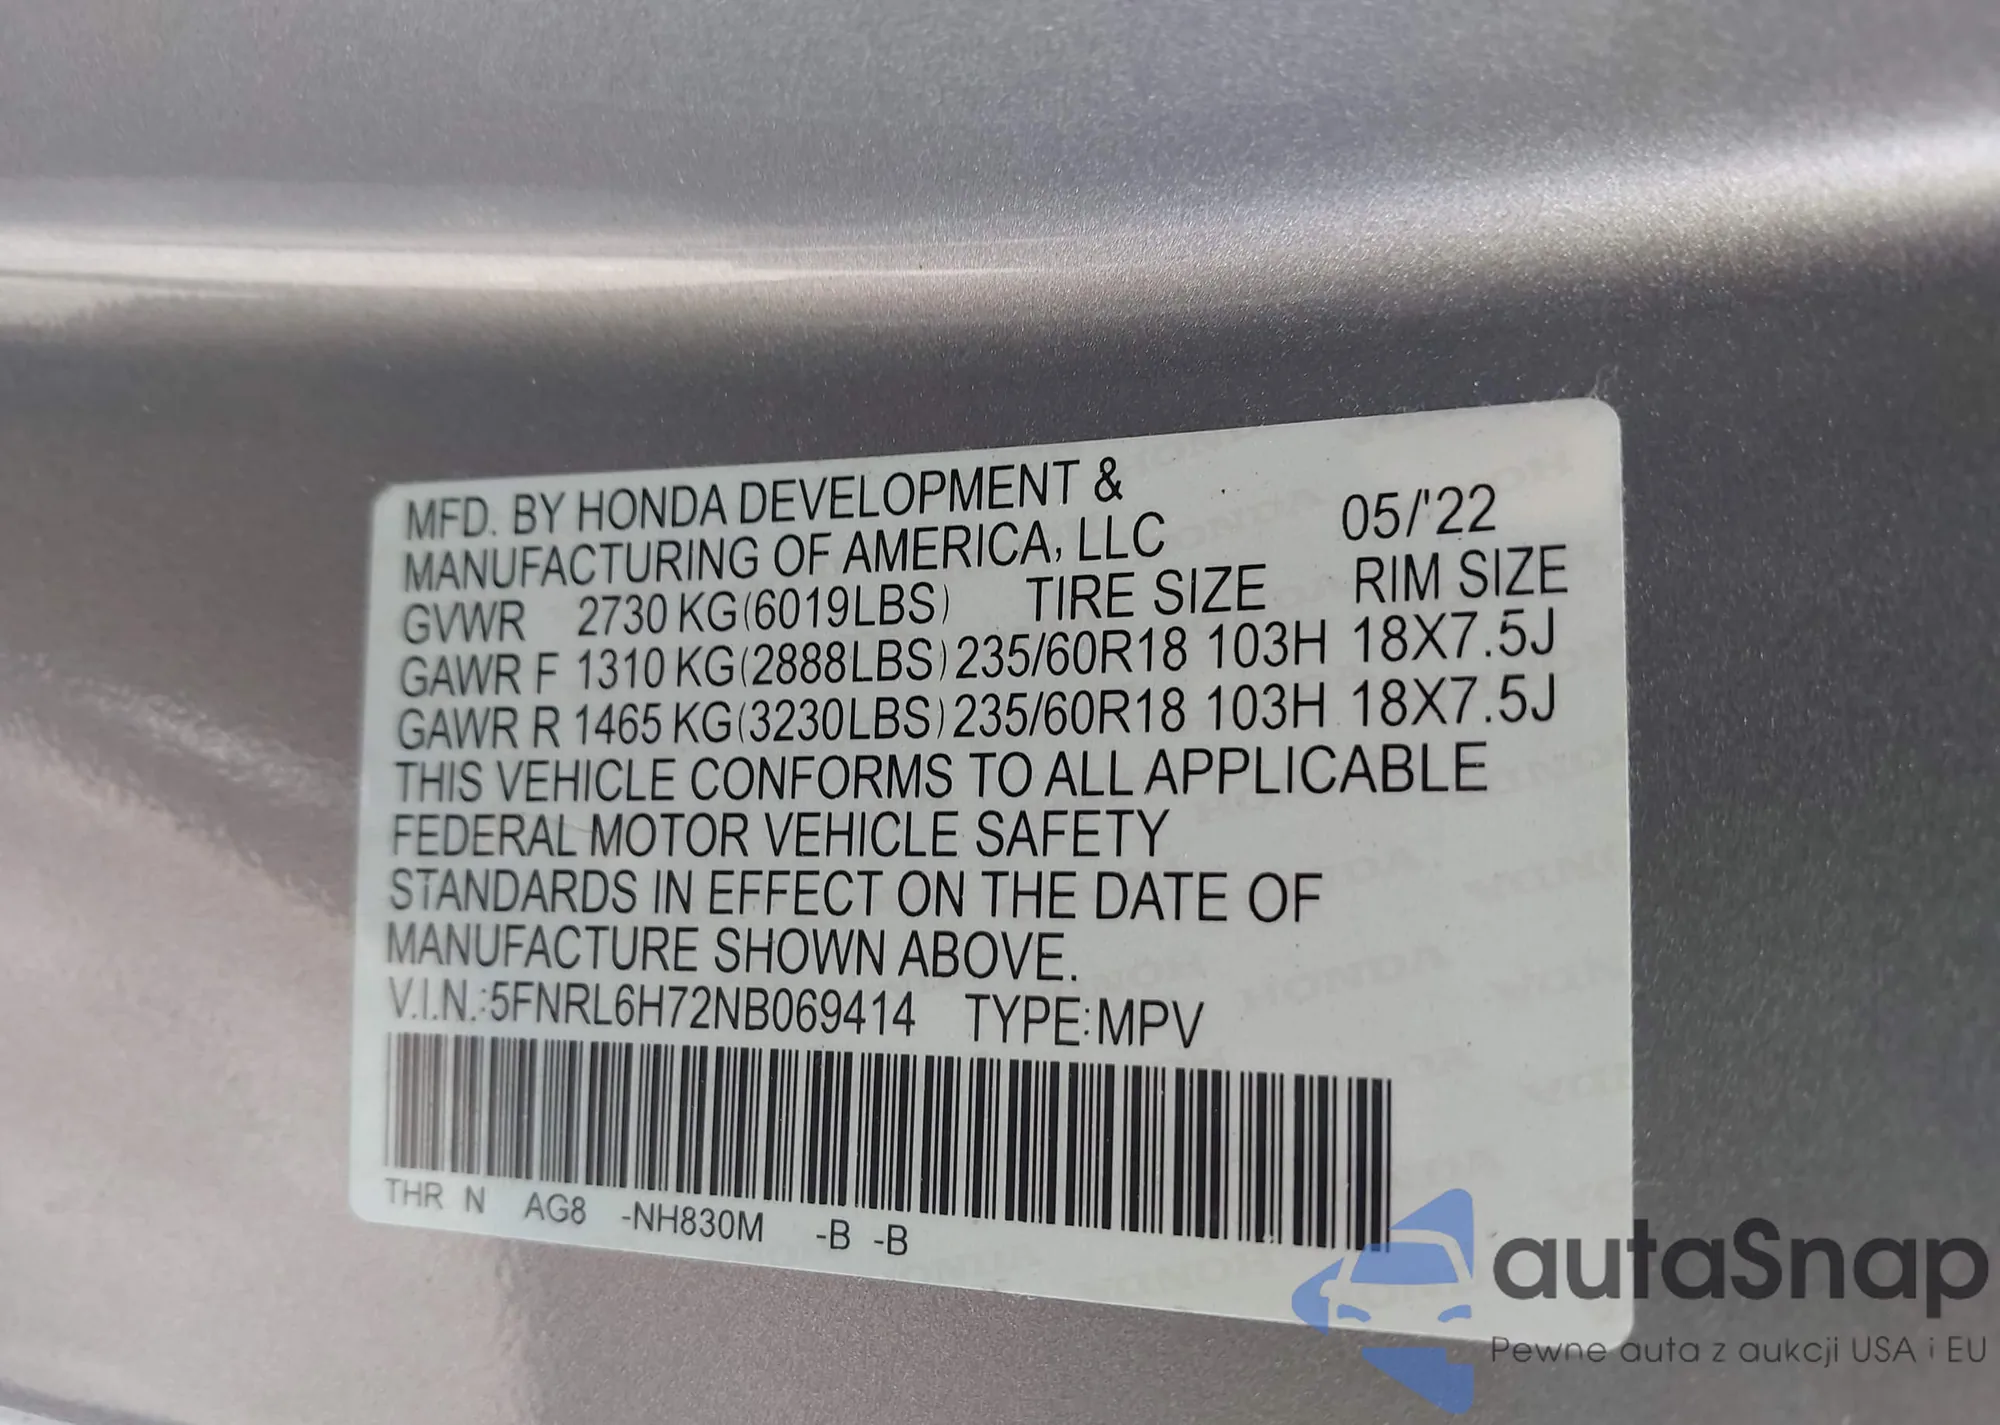 MFD. BY HONDA DEVELOPMENT &
MANUFACTURING OF AMERICA, LLC 05/'22
GVWR 2730 KG(6019LBS) TIRE SIZE RIM SIZE
GAWR F 1310 KG(2888LBS) 235/60R18 103H 18X7.5J
GAWR R 1465 KG(3230LBS) 235/60R18 103H 18X7.5J
THIS VEHICLE CONFORMS TO ALL APPLICABLE
FEDERAL MOTOR VEHICLE SAFETY
STANDARDS IN EFFECT ON THE DATE OF
MANUFACTURE SHOWN ABOVE.
V.I.N.:5FNRL6H72NB069414 TYPE:MPV
THR N AG8 -NH830M -B -B
autaSnap
Pewne auta z aukcji USA i EU